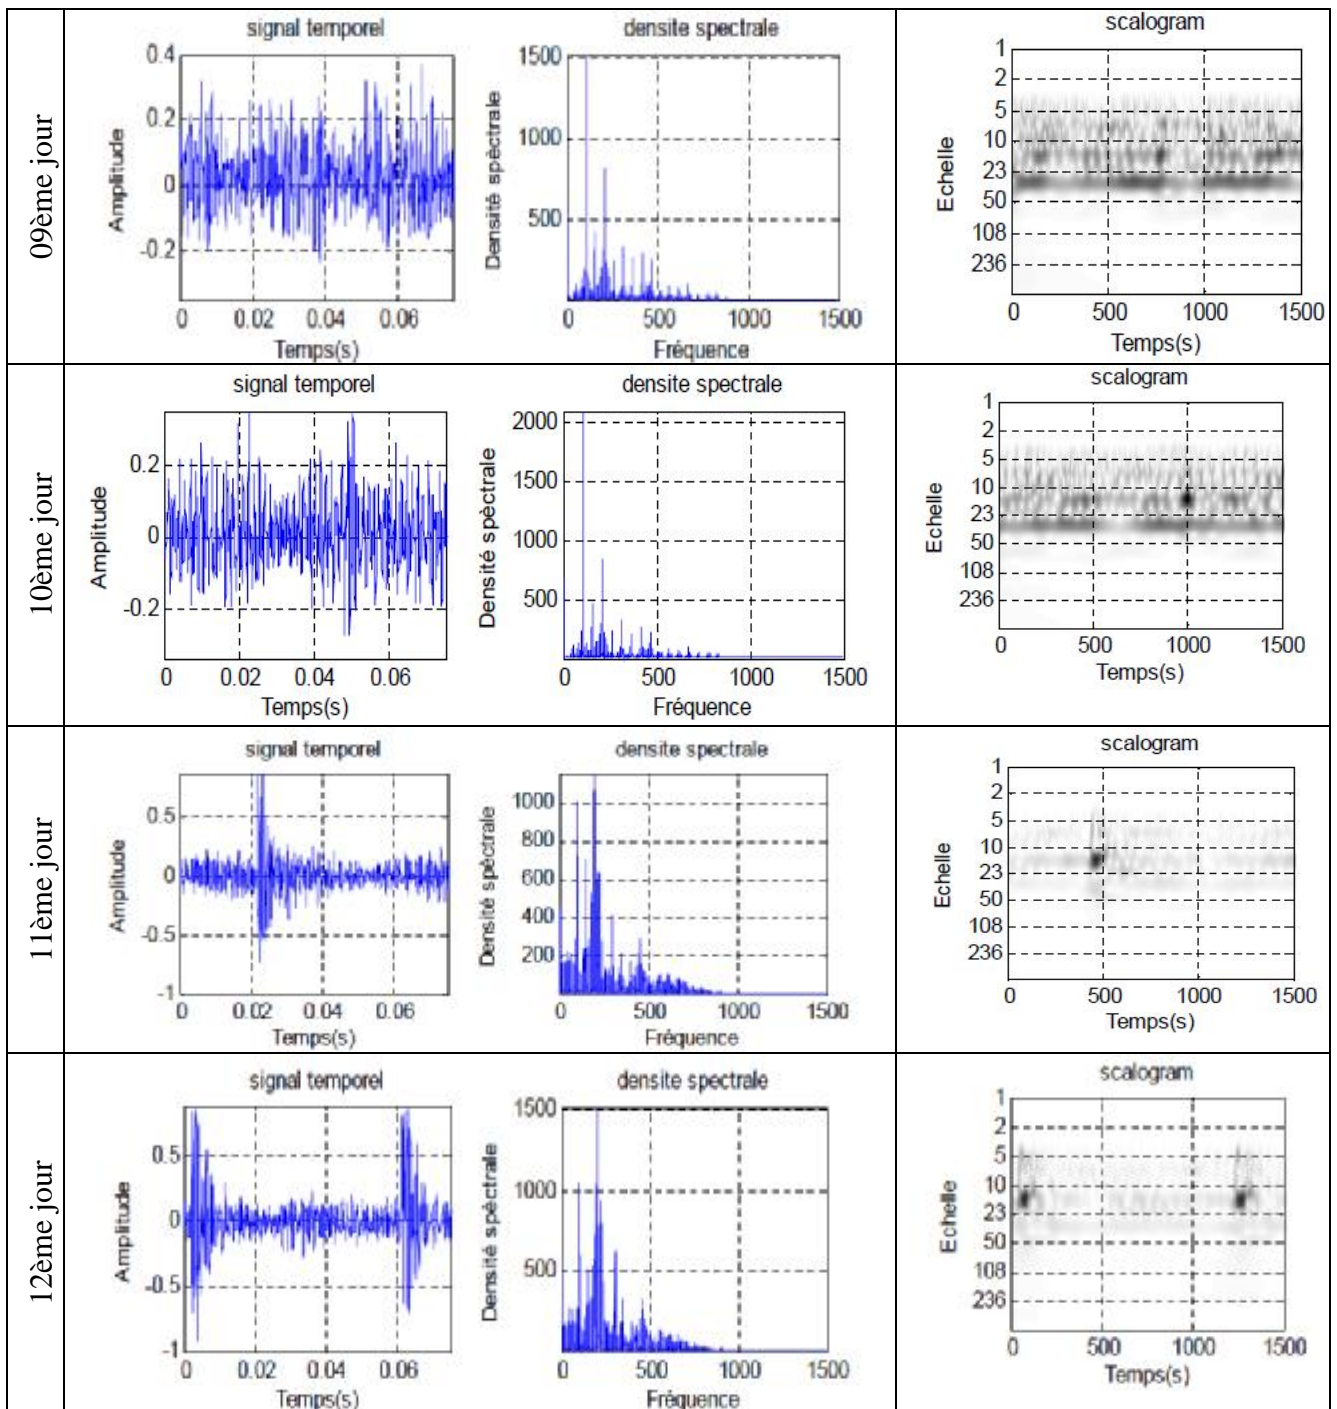 09ème jour
signal temporel
0.4
0.2
0
-0.2
Amplitude
0 0.02 0.04 0.06
Temps(s)
densite spectrale
1500
1000
500
Densité spèctrale
0 500 1000 1500
Fréquence
scalogram
1
2
5
10
23
50
108
236
Echelle
0 500 1000 1500
Temps(s)
10ème jour
signal temporel
0.2
0
-0.2
Amplitude
0 0.02 0.04 0.06
Temps(s)
densite spectrale
2000
1500
1000
500
Densité spèctrale
0 500 1000 1500
Fréquence
scalogram
1
2
5
10
23
50
108
236
Echelle
0 500 1000 1500
Temps(s)
11ème jour
signal temporel
0.5
0
-0.5
-1
Amplitude
0 0.02 0.04 0.06
Temps(s)
densite spectrale
1000
800
600
400
200
Densité spèctrale
0 500 1000 1500
Fréquence
scalogram
1
2
5
10
23
50
108
236
Echelle
0 500 1000 1500
Temps(s)
12ème jour
signal temporel
0.5
0
-0.5
-1
Amplitude
0 0.02 0.04 0.06
Temps(s)
densite spectrale
1500
1000
500
Densité spèctrale
0 500 1000 1500
Fréquence
scalogram
1
2
5
10
23
50
108
236
Echelle
0 500 1000 1500
Temps(s)